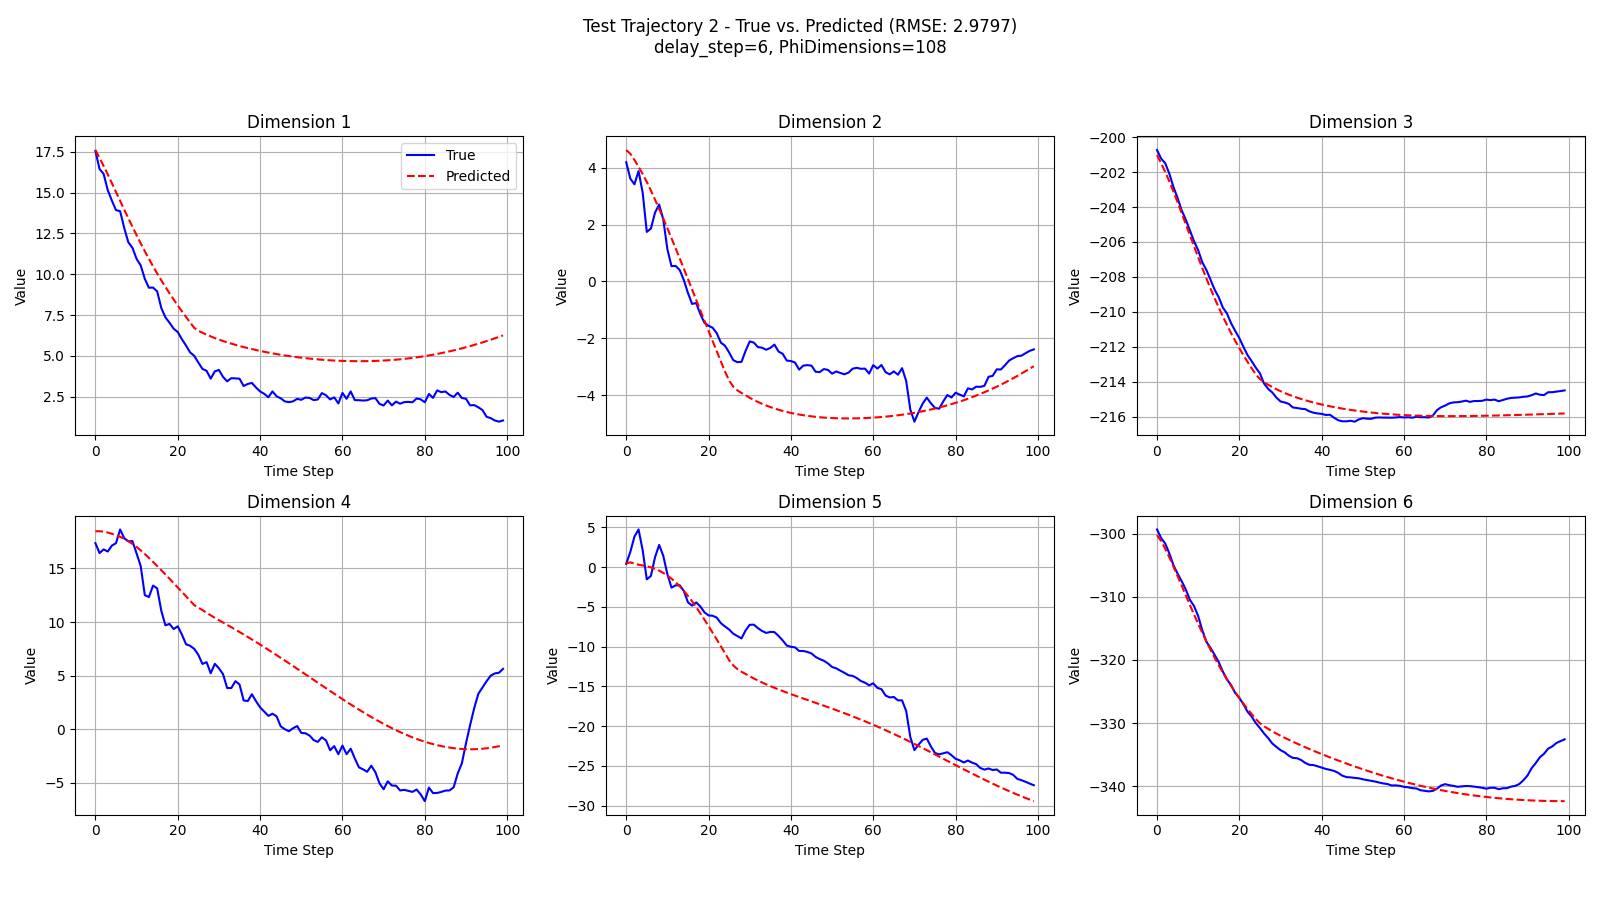 Test Trajectory 2 - True vs. Predicted (RMSE: 2.9797)
delay_step=6, PhiDimensions=108
Dimension 1
17.5
15.0
12.5
10.0
7.5
5.0
2.5
0 20 40 60 80 100
Value
Time Step
True
Predicted
Dimension 2
4
2
0
−2
−4
0 20 40 60 80 100
Value
Time Step
Dimension 3
−200
−202
−204
−206
−208
−210
−212
−214
−216
0 20 40 60 80 100
Value
Time Step
Dimension 4
15
10
5
0
−5
0 20 40 60 80 100
Value
Time Step
Dimension 5
5
0
−5
−10
−15
−20
−25
−30
0 20 40 60 80 100
Value
Time Step
Dimension 6
−300
−310
−320
−330
−340
0 20 40 60 80 100
Value
Time Step